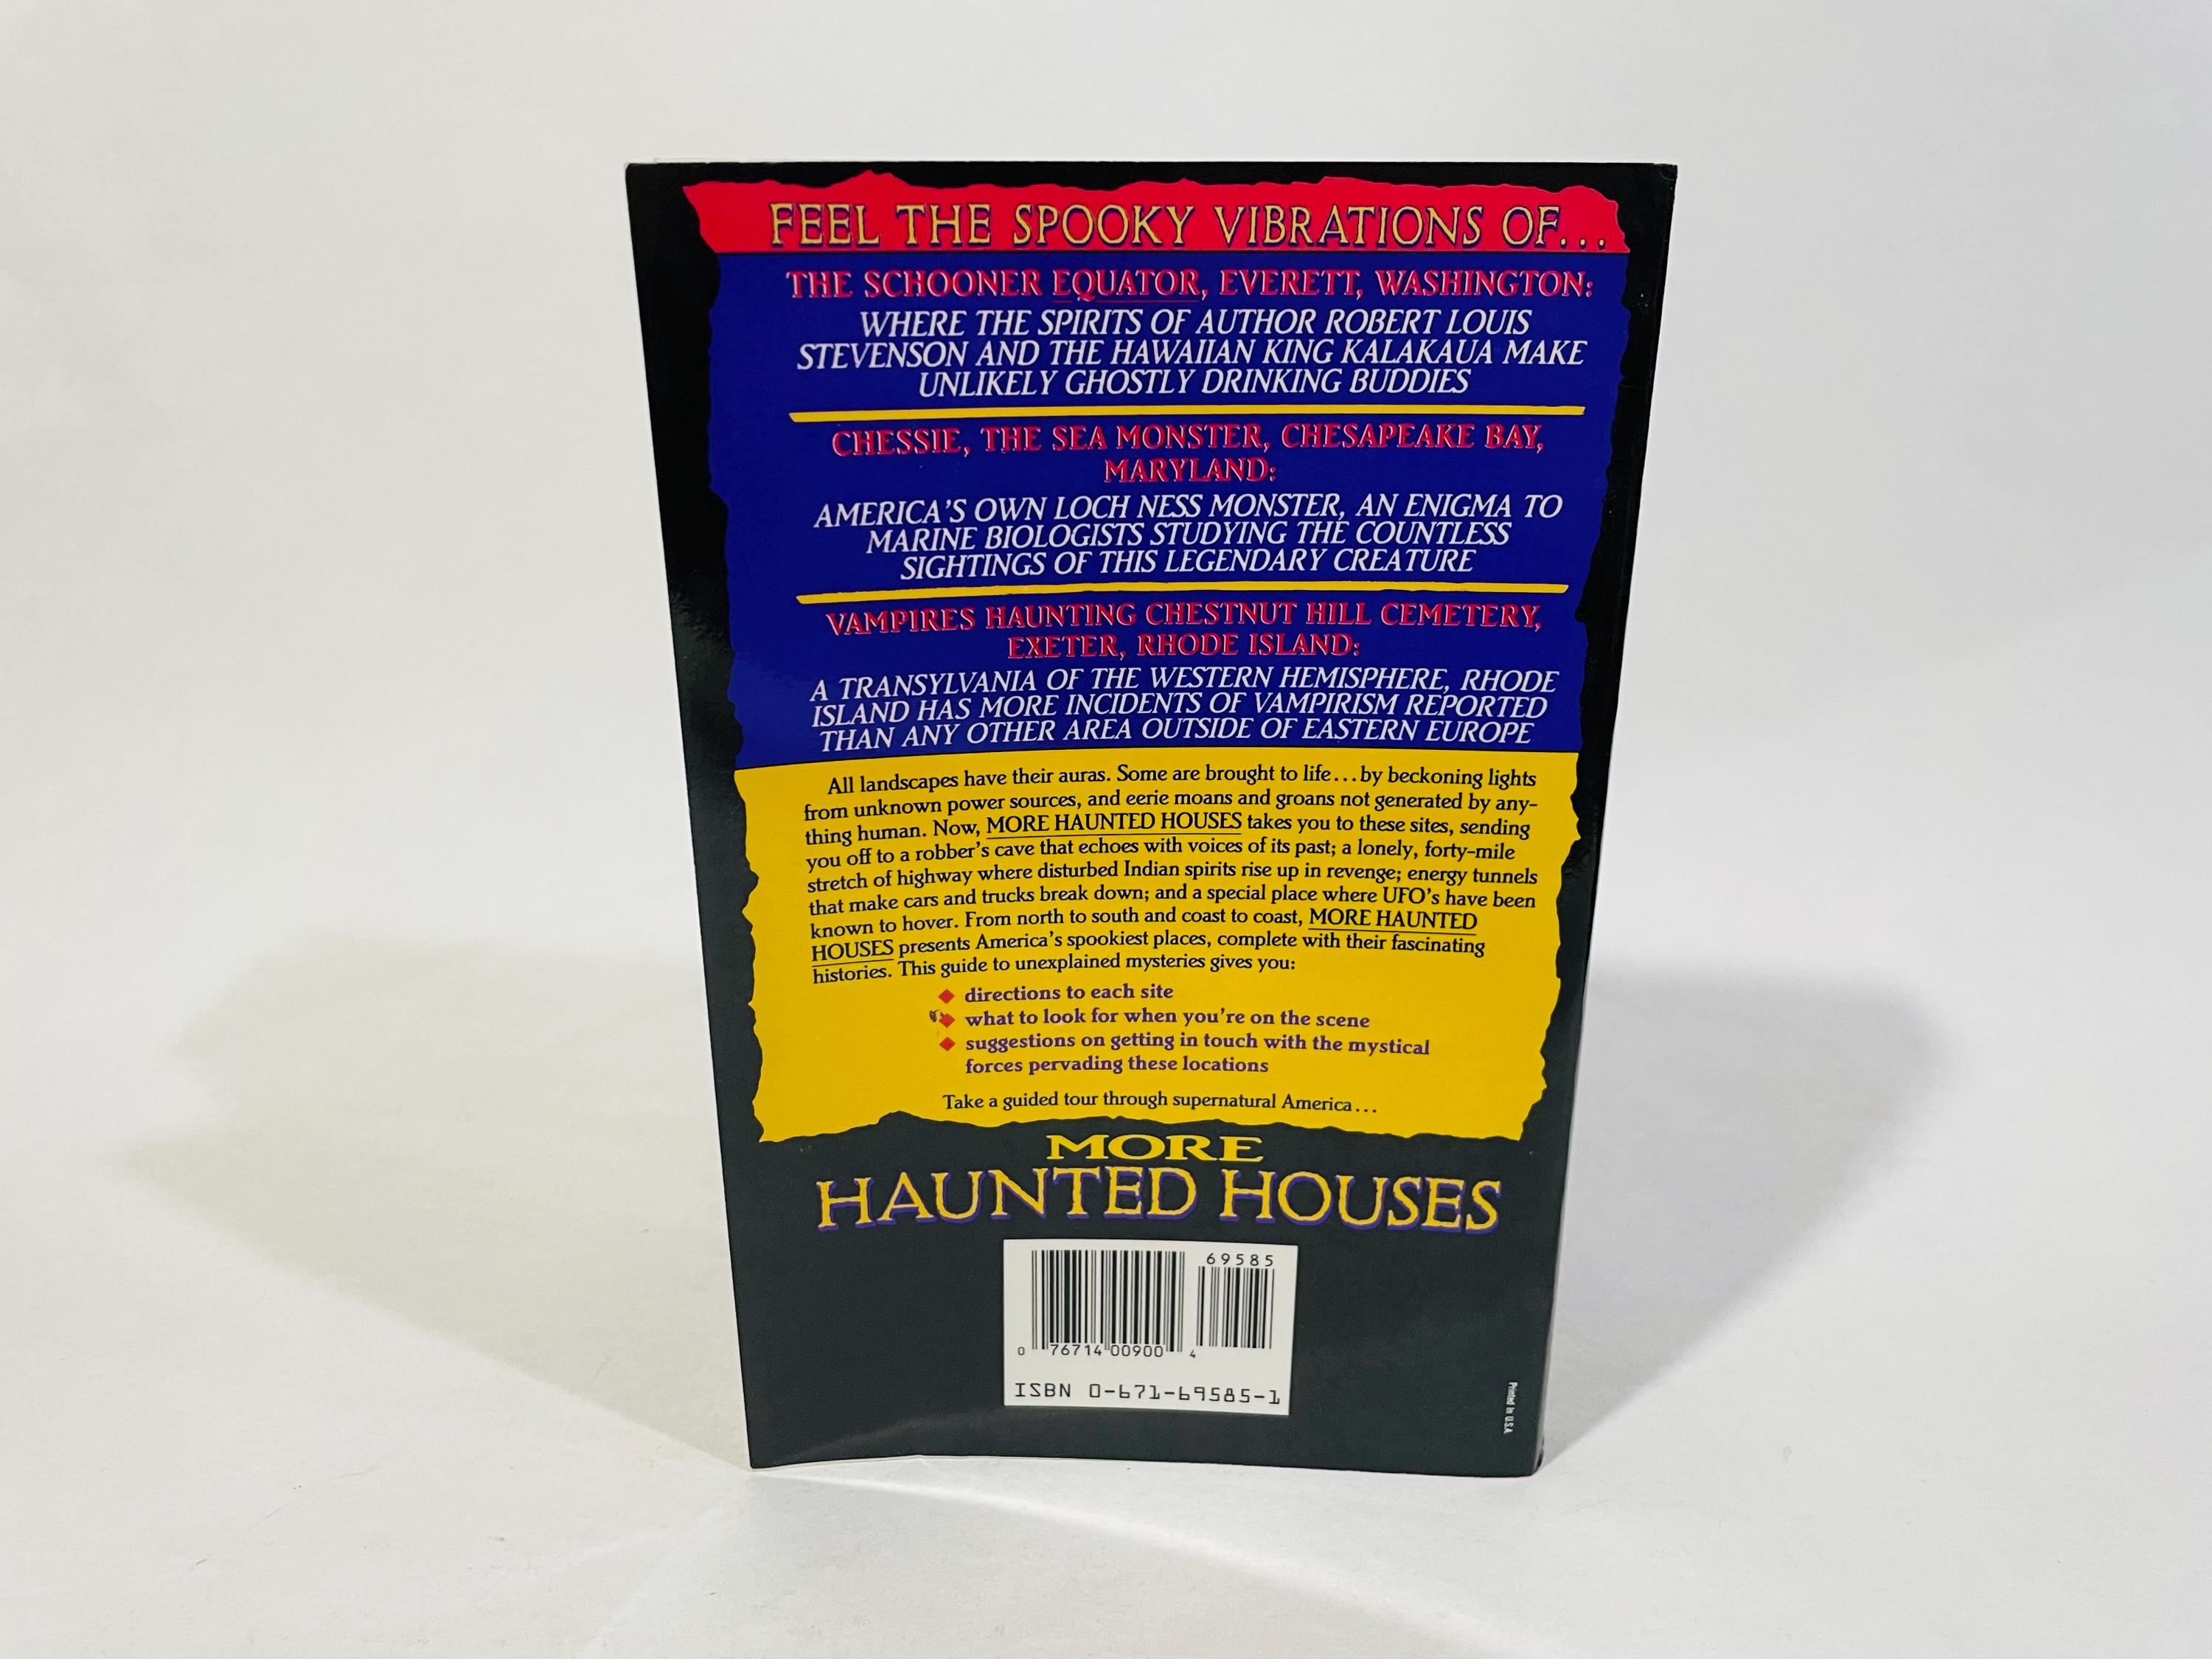 FEEL THE SPOOKY VIBRATIONS OF...
THE SCHOONER EQUATOR, EVERETT, WASHINGTON:
WHERE THE SPIRITS OF AUTHOR ROBERT LOUIS
STEVENSON AND THE HAWAIIAN KING KALAKAUA MAKE
UNLIKELY GHOSTLY DRINKING BUDDIES
CHESSIE, THE SEA MONSTER, CHESAPEAKE BAY,
MARYLAND:
AMERICA'S OWN LOCH NESS MONSTER, AN ENIGMA TO
MARINE BIOLOGISTS STUDYING THE COUNTLESS
SIGHTINGS OF THIS LEGENDARY CREATURE
VAMPIRES HAUNTING CHESTNUT HILL CEMETERY,
EXETER, RHODE ISLAND:
A TRANSYLVANIA OF THE WESTERN HEMISPHERE, RHODE
ISLAND HAS MORE INCIDENTS OF VAMPIRISM REPORTED
THAN ANY OTHER AREA OUTSIDE OF EASTERN EUROPE
All landscapes have their auras. Some are brought to life...by beckoning lights
from unknown power sources, and eerie moans and groans not generated by any-
thing human. Now, MORE HAUNTED HOUSES takes you to these sites, sending
you off to a robber's cave that echoes with voices of its past; a lonely, forty-mile
stretch of highway where disturbed Indian spirits rise up in revenge; energy tunnels
that make cars and trucks break down; and a special place where UFO's have been
known to hover. From north to south and coast to coast, MORE HAUNTED
HOUSES presents America's spookiest places, complete with their fascinating
histories. This guide to unexplained mysteries gives you:
directions to each site
what to look for when you're on the scene
suggestions on getting in touch with the mystical
forces pervading these locations
Take a guided tour through supernatural America...
MORE
HAUNTED HOUSES
69585
0 76714 00900 4
ISBN 0-671-69585-1
Printed in U.S.A.